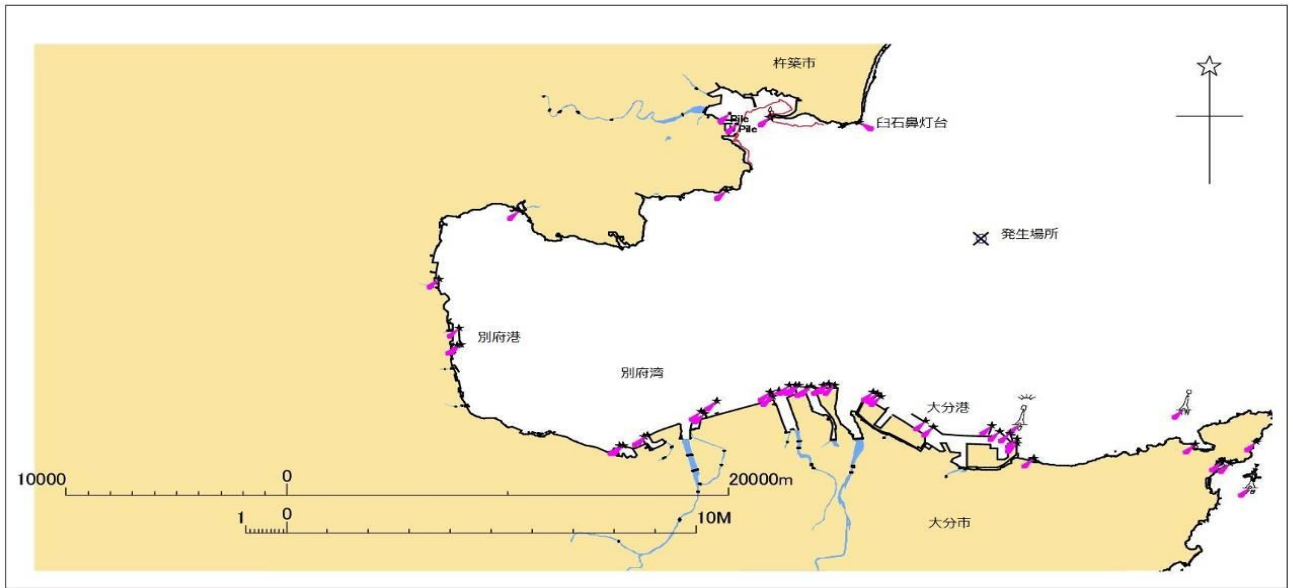 杵築市
Pile
Pile
臼石鼻灯台
発生場所
別府港
別府湾
大分港
10000 0 20000m
1 0 10M
大分市